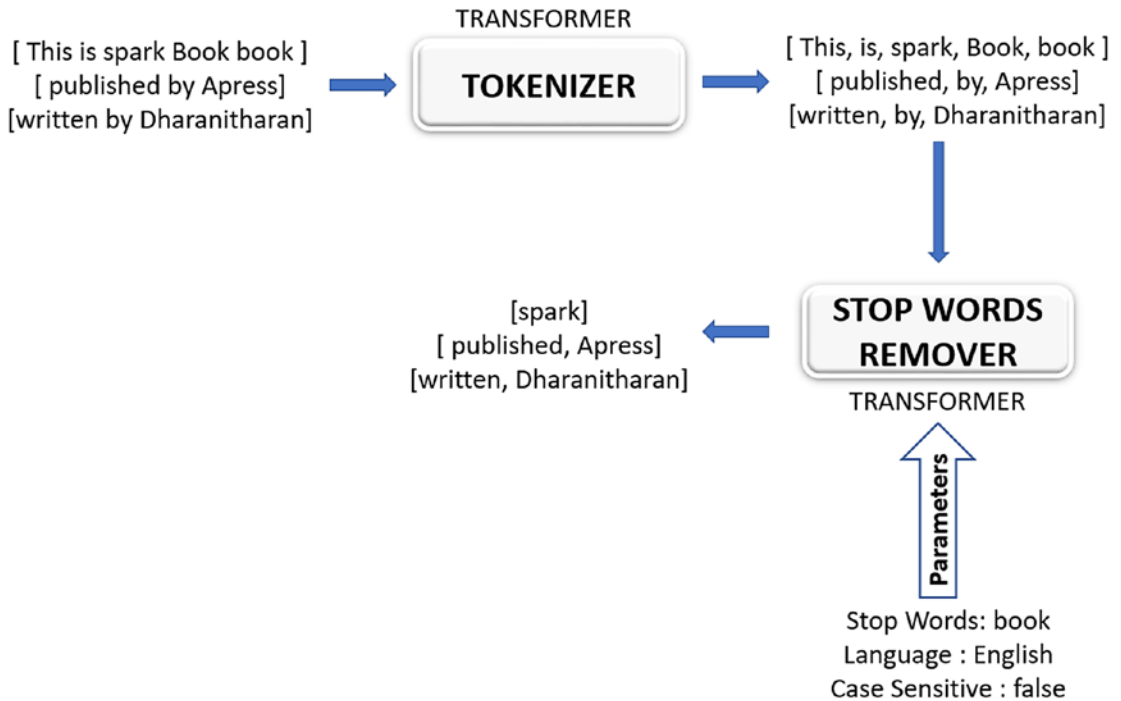 TRANSFORMER
[ This is spark Book book ]
[ published by Apress]
[written by Dharanitharan]
TOKENIZER
[ This, is, spark, Book, book ]
[ published, by, Apress]
[written, by, Dharanitharan]
STOP WORDS
REMOVER
TRANSFORMER
[spark]
[ published, Apress]
[written, Dharanitharan]
Parameters
Stop Words: book
Language : English
Case Sensitive : false